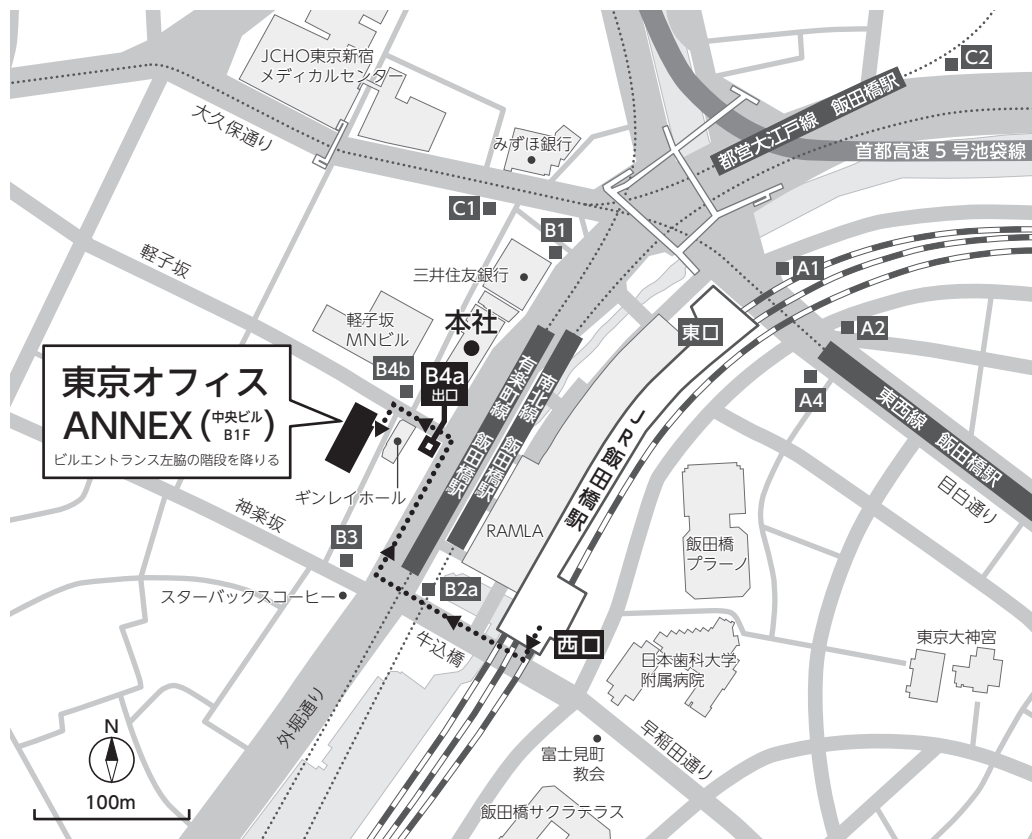 JCHO東京新宿
メディカルセンター
C2
都営大江戸線 飯田橋駅
首都高速5号池袋線
大久保通り
みずほ銀行
C1
B1
軽子坂
三井住友銀行
A1
本社
東口
A2
軽子坂
MNビル
B4b
B4a
出口
A4
東京オフィス
ANNEX(中央ビル
B1F)
ビルエントランス左脇の階段を降りる
有楽町線 飯田橋駅
南北線 飯田橋駅
JR飯田橋駅
東西線 飯田橋駅
目白通り
ギンレイホール
神楽坂
RAMLA
B3
飯田橋
プラーノ
スターバックスコーヒー
B2a
牛込橋
西口
日本歯科大学
附属病院
東京大神宮
外堀通り
早稲田通り
N
富士見町
教会
100m
飯田橋サクラテラス